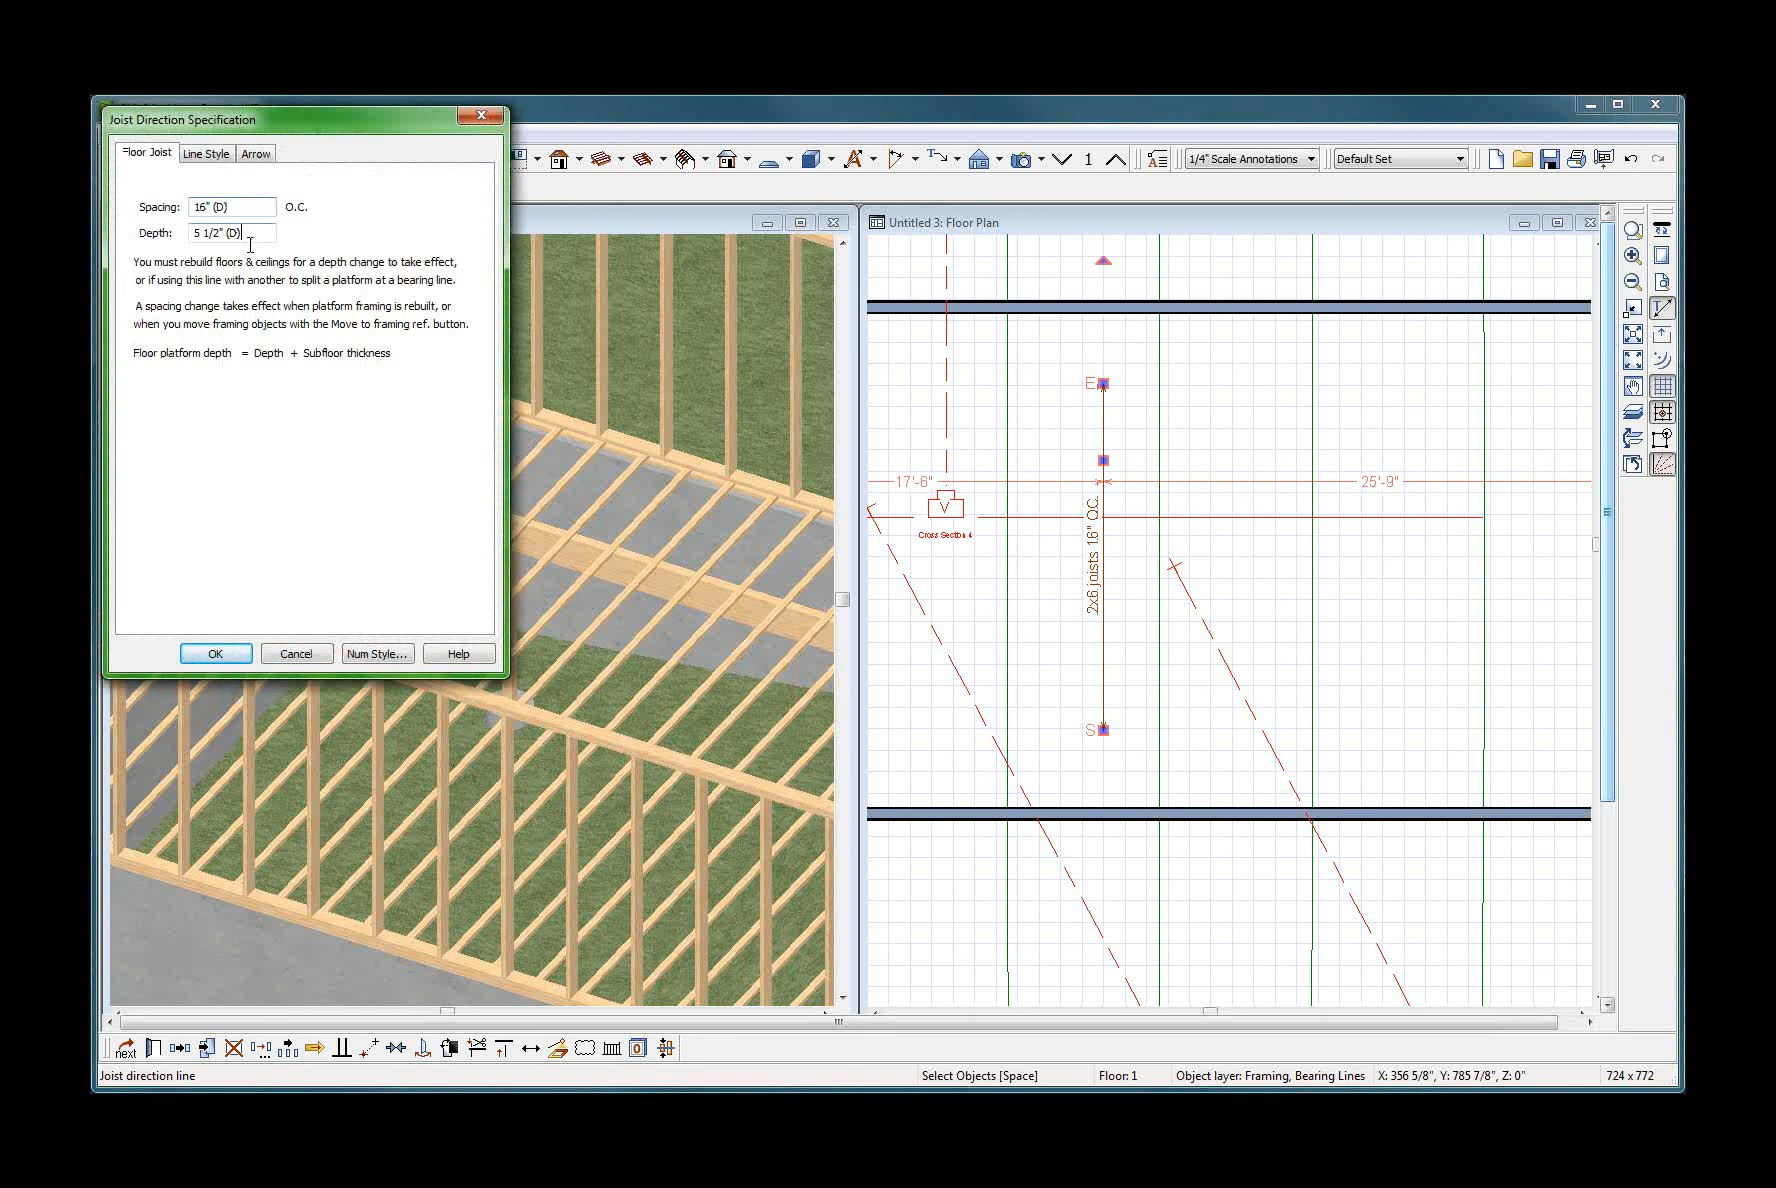 Joist Direction Specification
Floor Joist
Line Style
Arrow
Spacing: 16" (D) O.C.
Depth: 5 1/2" (D)
You must rebuild floors & ceilings for a depth change to take effect,
or if using this line with another to split a platform at a bearing line.
A spacing change takes effect when platform framing is rebuilt, or
when you move framing objects with the Move to framing ref. button.
Floor platform depth = Depth + Subfloor thickness
OK
Cancel
Num Style...
Help
1
1/4" Scale Annotations
Default Set
Untitled 3: Floor Plan
E
17'-6"
25'-9"
V
Cross Section 4
2x6 joists 16" O.C.
S
next
Joist direction line
Select Objects [Space]
Floor: 1
Object layer: Framing, Bearing Lines
X: 356 5/8", Y: 785 7/8", Z: 0"
724 x 772